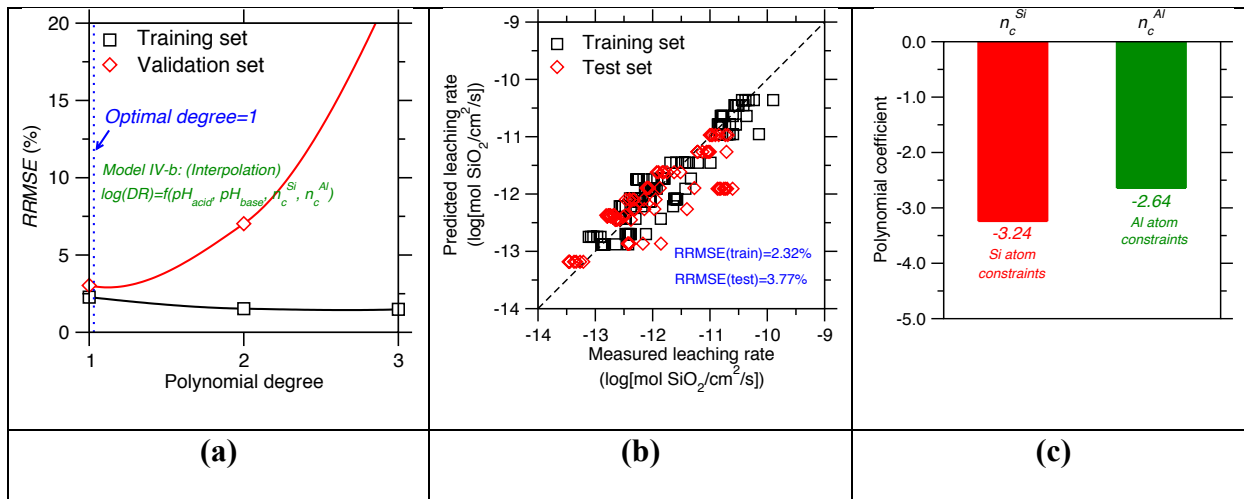 20
15
10
5
0
RRMSE (%)
Training set
Validation set
Optimal degree=1
Model IV-b: (Interpolation)
log(DR)=f(pH_acid, pH_base, n_c^Si, n_c^Al)
1 2 3
Polynomial degree
(a)
-9
-10
-11
-12
-13
-14
Predicted leaching rate
(log[mol SiO2/cm2/s])
Training set
Test set
RRMSE(train)=2.32%
RRMSE(test)=3.77%
-14 -13 -12 -11 -10 -9
Measured leaching rate
(log[mol SiO2/cm2/s])
(b)
n_c^Si n_c^Al
0.0
-1.0
-2.0
-3.0
-4.0
-5.0
Polynomial coefficient
-3.24
Si atom
constraints
-2.64
Al atom
constraints
(c)